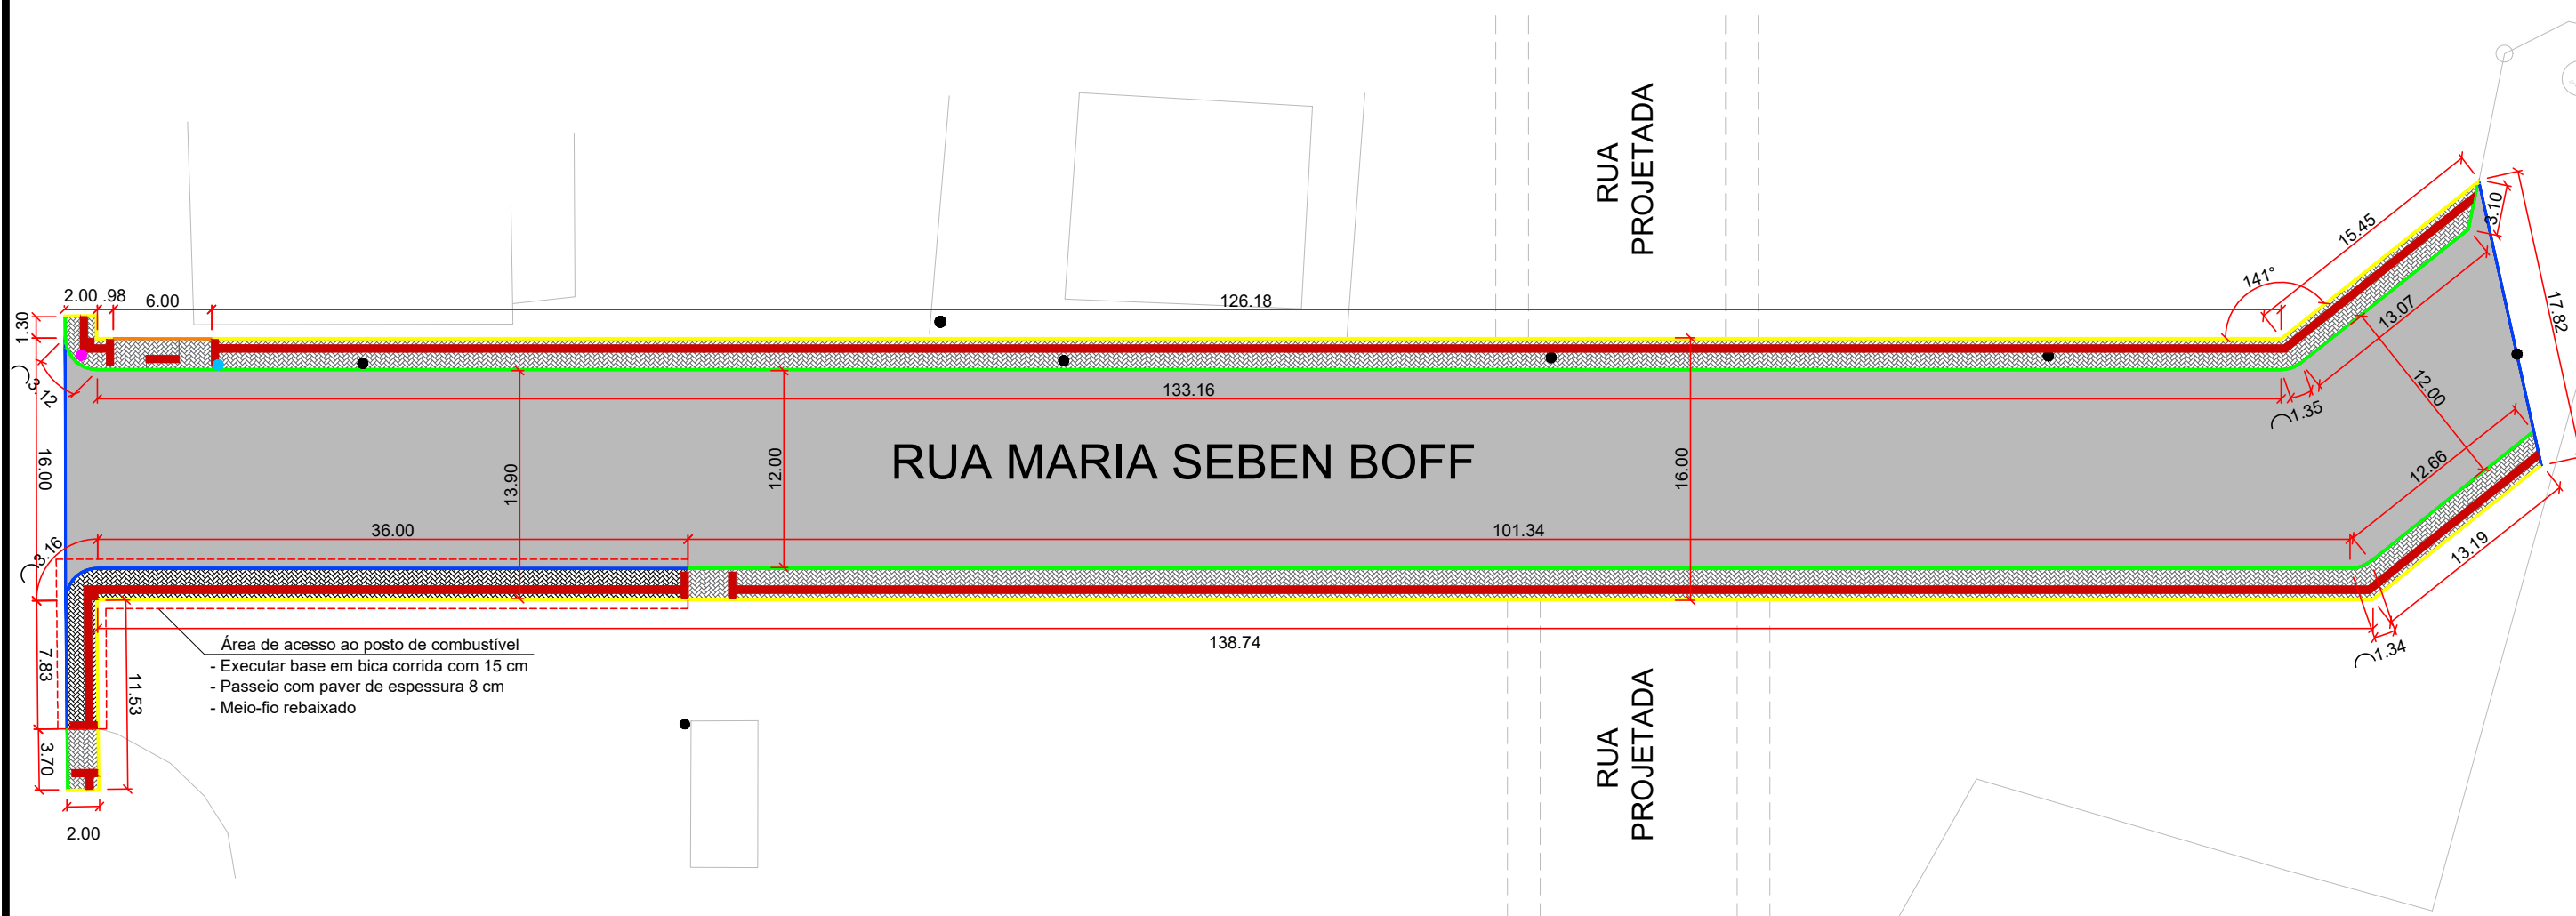 RUA
PROJETADA
15.45
3.10
141°
17.82
2.00 .98 6.00
126.18
1.30
13.07
3.12
133.16
1.35
12.00
16.00
13.90
12.00
RUA MARIA SEBEN BOFF
16.00
12.66
36.00
101.34
3.16
13.19
138.74
1.34
7.83
11.53
Área de acesso ao posto de combustível
- Executar base em bica corrida com 15 cm
- Passeio com paver de espessura 8 cm
- Meio-fio rebaixado
RUA
PROJETADA
3.70
2.00